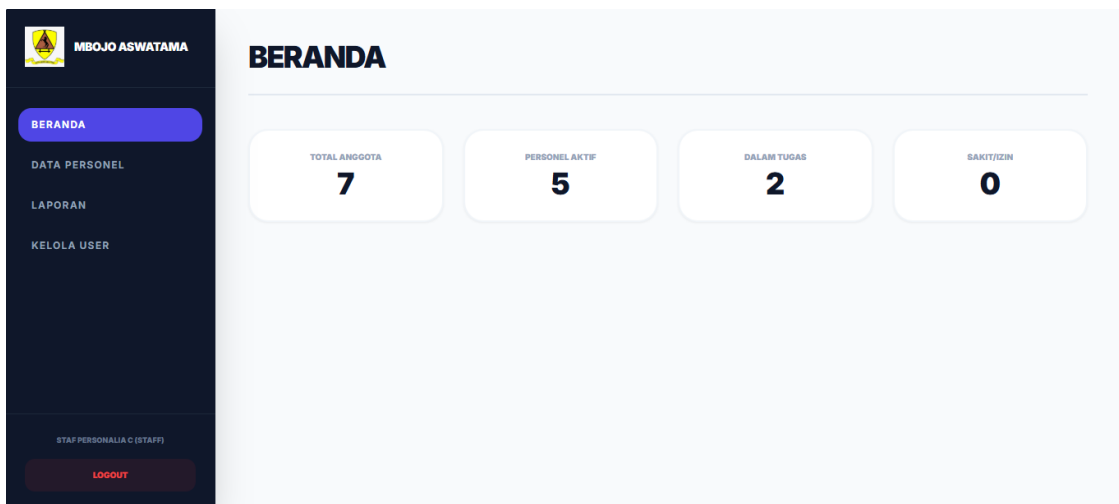 MBOJO ASWATAMA
BERANDA
DATA PERSONEL
LAPORAN
KELOLA USER
STAF PERSONALIA C (STAFF)
LOGOUT
BERANDA
TOTAL ANGGOTA
7
PERSONEL AKTIF
5
DALAM TUGAS
2
SAKIT/IZIN
0